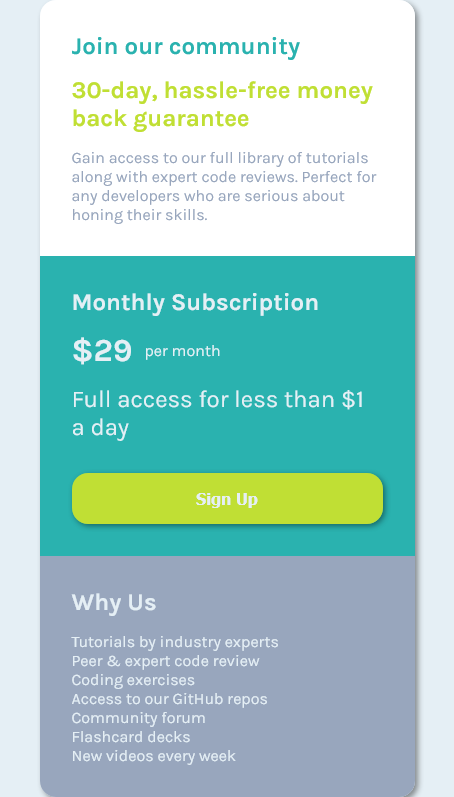 Join our community
30-day, hassle-free money
back guarantee
Gain access to our full library of tutorials
along with expert code reviews. Perfect for
any developers who are serious about
honing their skills.
Monthly Subscription
$29 per month
Full access for less than $1
a day
Sign Up
Why Us
Tutorials by industry experts
Peer & expert code review
Coding exercises
Access to our GitHub repos
Community forum
Flashcard decks
New videos every week